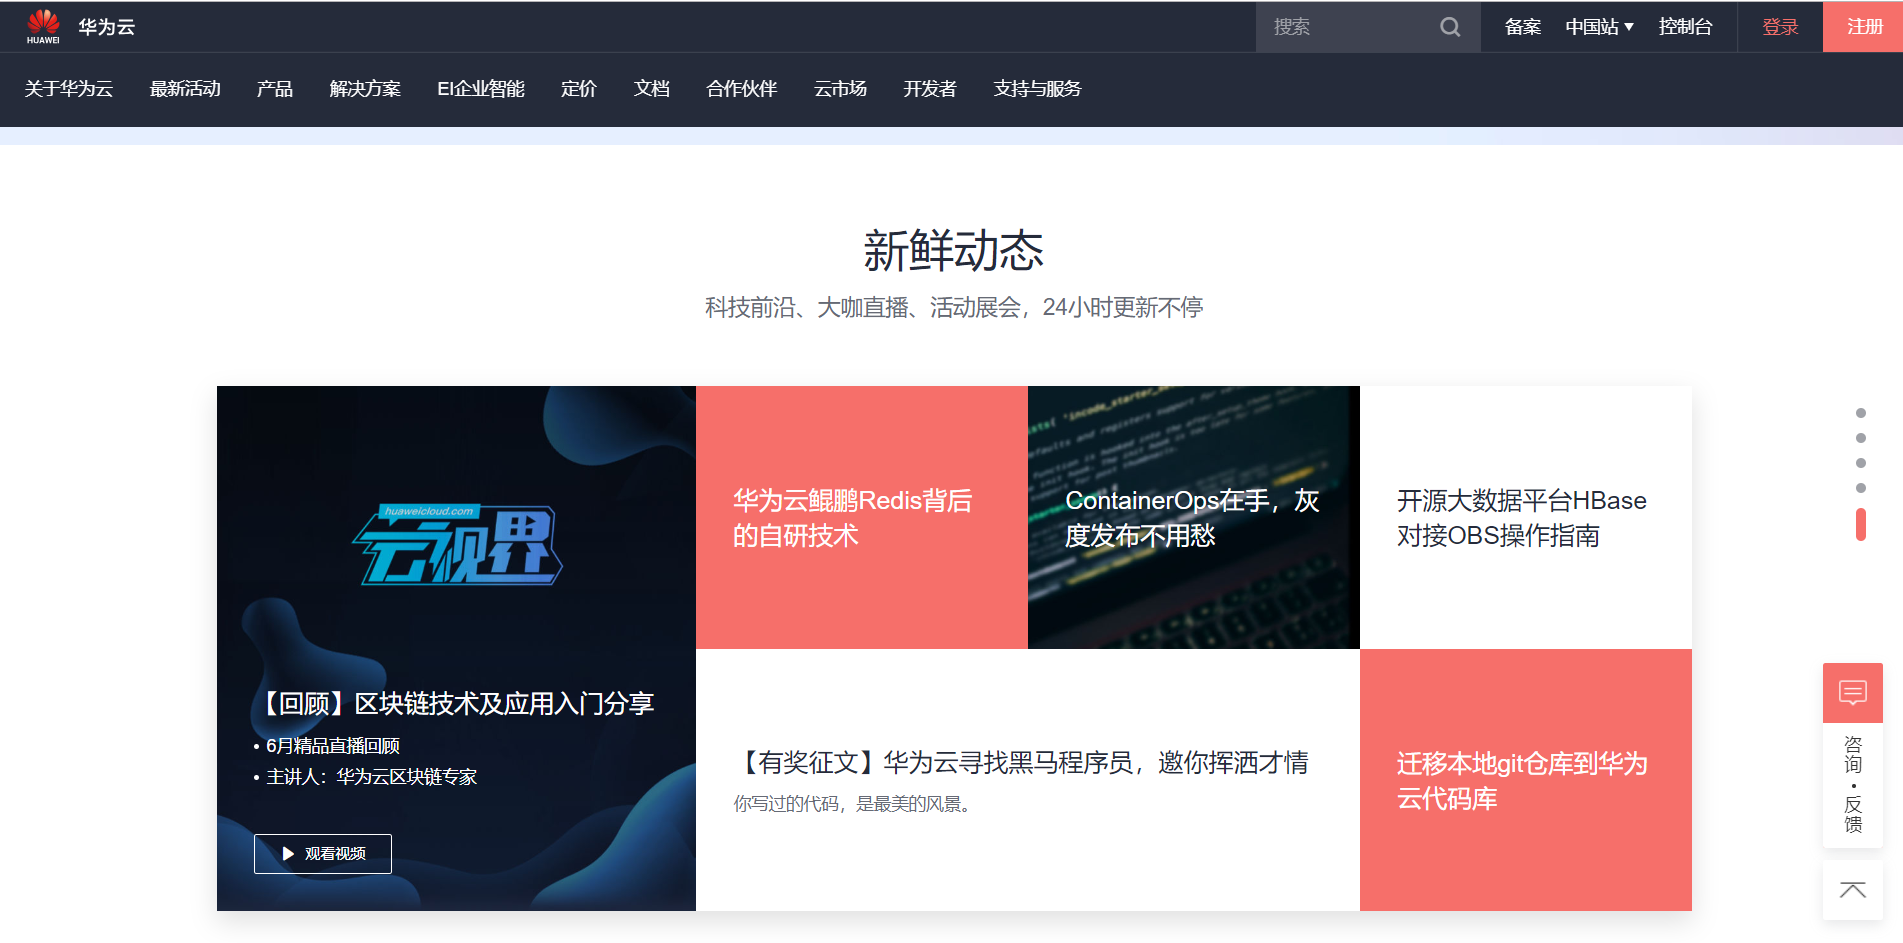 HUAWEI
华为云
搜索
备案
中国站
控制台
登录
注册
关于华为云
最新活动
产品
解决方案
EI企业智能
定价
文档
合作伙伴
云市场
开发者
支持与服务
新鲜动态
科技前沿、大咖直播、活动展会，24小时更新不停
huaweicloud.com
云视界
【回顾】区块链技术及应用入门分享
• 6月精品直播回顾
• 主讲人：华为云区块链专家
观看视频
华为云鲲鹏Redis背后
的自研技术
ContainerOps在手，灰
度发布不用愁
开源大数据平台HBase
对接OBS操作指南
【有奖征文】华为云寻找黑马程序员，邀你挥洒才情
你写过的代码，是最美的风景。
迁移本地git仓库到华为
云代码库
咨询·反馈